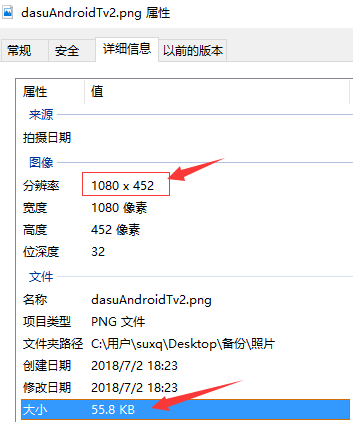 dasuAndroidTv2.png 属性
常规 安全 详细信息 以前的版本
属性 值
来源
拍摄日期
图像
分辨率 1080 x 452
宽度 1080 像素
高度 452 像素
位深度 32
文件
名称 dasuAndroidTv2.png
项目类型 PNG 文件
文件夹路径 C:\用户\suxq\Desktop\备份\照片
创建日期 2018/7/2 18:23
修改日期 2018/7/2 18:23
大小 55.8 KB